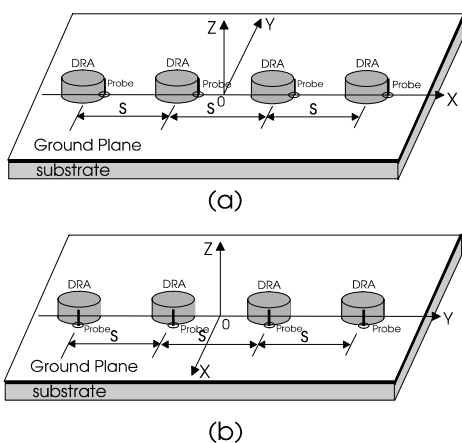 Z Y
DRA DRA DRA DRA
Probe Probe Probe Probe
0 X
S S S
Ground Plane
substrate
(a)
Z
DRA DRA DRA DRA
0 Y
Probe Probe Probe Probe
S S S
Ground Plane X
substrate
(b)